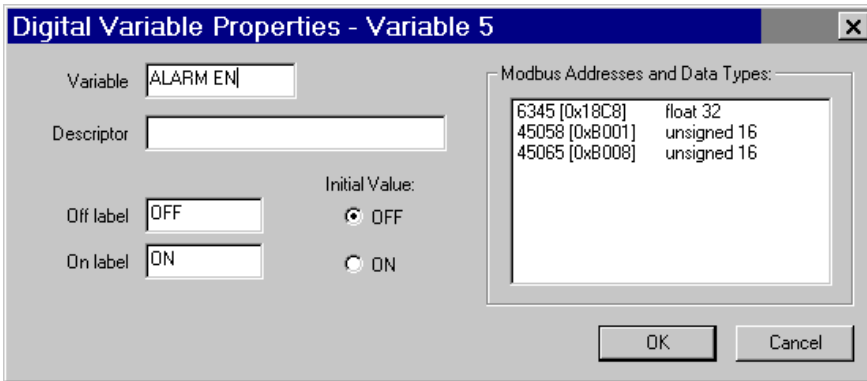 Digital Variable Properties - Variable 5
Variable ALARM EN
Descriptor
Initial Value:
Off label OFF OFF
On label ON ON
Modbus Addresses and Data Types:
6345 [0x18C8] float 32
45058 [0xB001] unsigned 16
45065 [0xB008] unsigned 16
OK Cancel